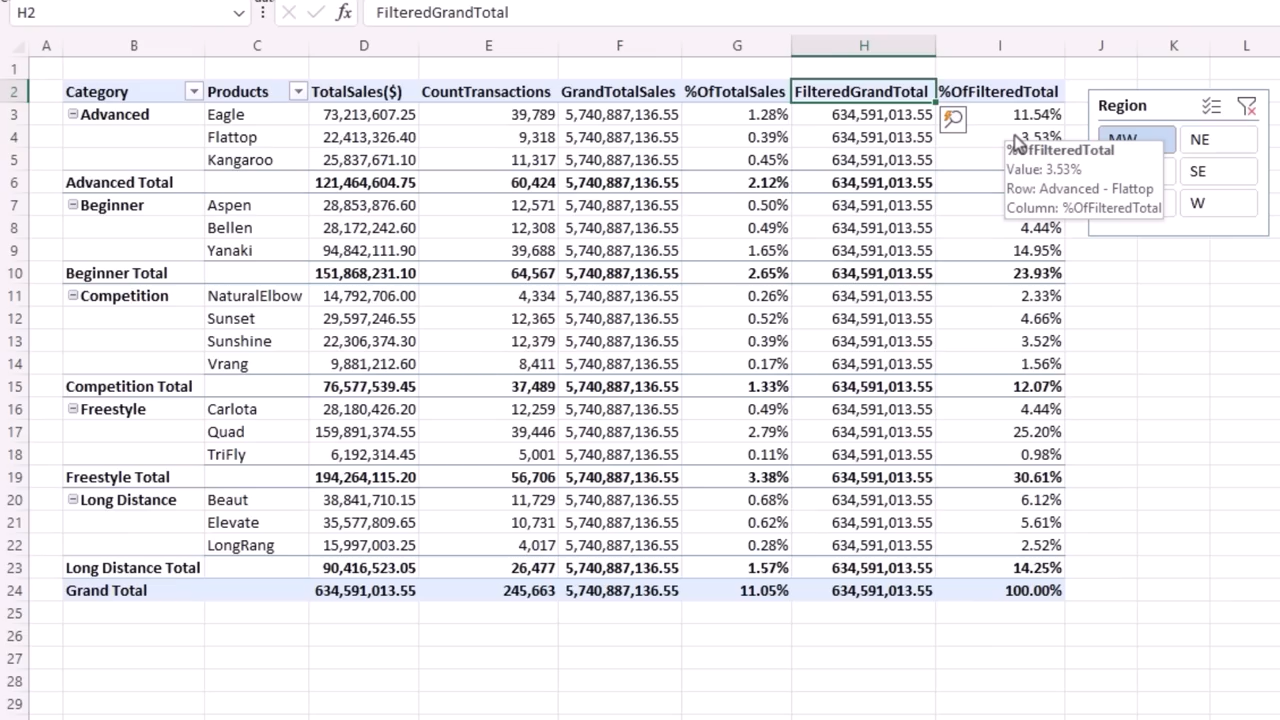 H2 fx FilteredGrandTotal
A B C D E F G H I J K L
1
2 Category Products TotalSales($) CountTransactions GrandTotalSales %OfTotalSales FilteredGrandTotal %OfFilteredTotal
3 Advanced Eagle 73,213,607.25 39,789 5,740,887,136.55 1.28% 634,591,013.55 11.54%
4 Flattop 22,413,326.40 9,318 5,740,887,136.55 0.39% 634,591,013.55 3.53%
5 Kangaroo 25,837,671.10 11,317 5,740,887,136.55 0.45% 634,591,013.55
6 Advanced Total 121,464,604.75 60,424 5,740,887,136.55 2.12% 634,591,013.55
7 Beginner Aspen 28,853,876.60 12,571 5,740,887,136.55 0.50% 634,591,013.55
8 Bellen 28,172,242.60 12,308 5,740,887,136.55 0.49% 634,591,013.55 4.44%
9 Yanaki 94,842,111.90 39,688 5,740,887,136.55 1.65% 634,591,013.55 14.95%
10 Beginner Total 151,868,231.10 64,567 5,740,887,136.55 2.65% 634,591,013.55 23.93%
11 Competition NaturalElbow 14,792,706.00 4,334 5,740,887,136.55 0.26% 634,591,013.55 2.33%
12 Sunset 29,597,246.55 12,365 5,740,887,136.55 0.52% 634,591,013.55 4.66%
13 Sunshine 22,306,374.30 12,379 5,740,887,136.55 0.39% 634,591,013.55 3.52%
14 Vrang 9,881,212.60 8,411 5,740,887,136.55 0.17% 634,591,013.55 1.56%
15 Competition Total 76,577,539.45 37,489 5,740,887,136.55 1.33% 634,591,013.55 12.07%
16 Freestyle Carlota 28,180,426.20 12,259 5,740,887,136.55 0.49% 634,591,013.55 4.44%
17 Quad 159,891,374.55 39,446 5,740,887,136.55 2.79% 634,591,013.55 25.20%
18 TriFly 6,192,314.45 5,001 5,740,887,136.55 0.11% 634,591,013.55 0.98%
19 Freestyle Total 194,264,115.20 56,706 5,740,887,136.55 3.38% 634,591,013.55 30.61%
20 Long Distance Beaut 38,841,710.15 11,729 5,740,887,136.55 0.68% 634,591,013.55 6.12%
21 Elevate 35,577,809.65 10,731 5,740,887,136.55 0.62% 634,591,013.55 5.61%
22 LongRang 15,997,003.25 4,017 5,740,887,136.55 0.28% 634,591,013.55 2.52%
23 Long Distance Total 90,416,523.05 26,477 5,740,887,136.55 1.57% 634,591,013.55 14.25%
24 Grand Total 634,591,013.55 245,663 5,740,887,136.55 11.05% 634,591,013.55 100.00%
25
26
27
28
29
Region
MW NE
SE
W
%OfFilteredTotal
Value: 3.53%
Row: Advanced - Flattop
Column: %OfFilteredTotal